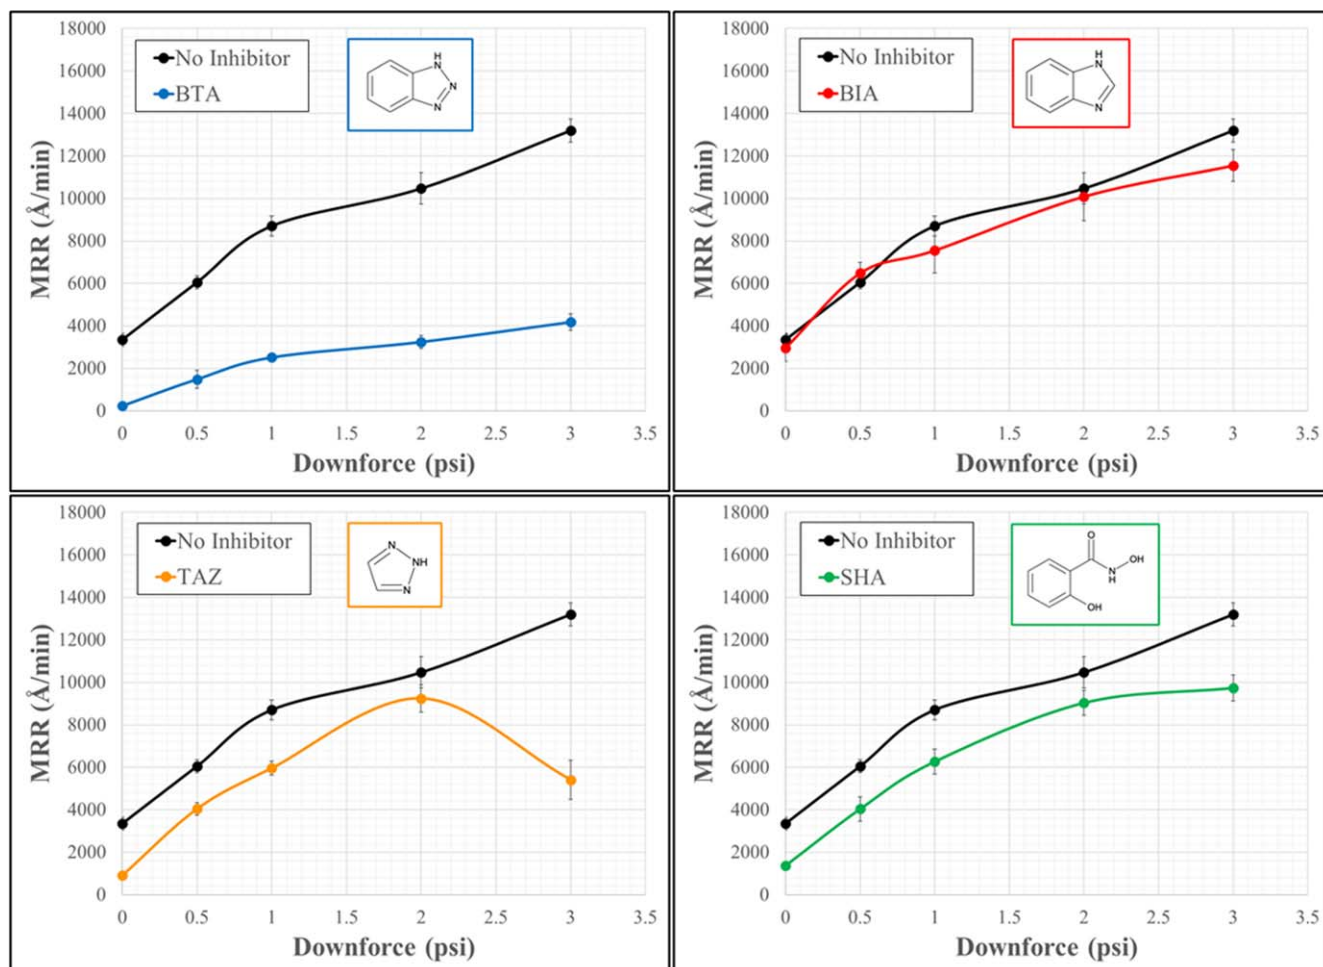 18000
16000
14000
12000
10000
8000
6000
4000
2000
0
MRR (Å/min)
No Inhibitor
BTA
H
N
N
N
0 0.5 1 1.5 2 2.5 3 3.5
Downforce (psi)
18000
16000
14000
12000
10000
8000
6000
4000
2000
0
MRR (Å/min)
No Inhibitor
BIA
H
N
N
0 0.5 1 1.5 2 2.5 3 3.5
Downforce (psi)
18000
16000
14000
12000
10000
8000
6000
4000
2000
0
MRR (Å/min)
No Inhibitor
TAZ
N
NH
N
0 0.5 1 1.5 2 2.5 3 3.5
Downforce (psi)
18000
16000
14000
12000
10000
8000
6000
4000
2000
0
MRR (Å/min)
No Inhibitor
SHA
O
OH
N
H
OH
0 0.5 1 1.5 2 2.5 3 3.5
Downforce (psi)